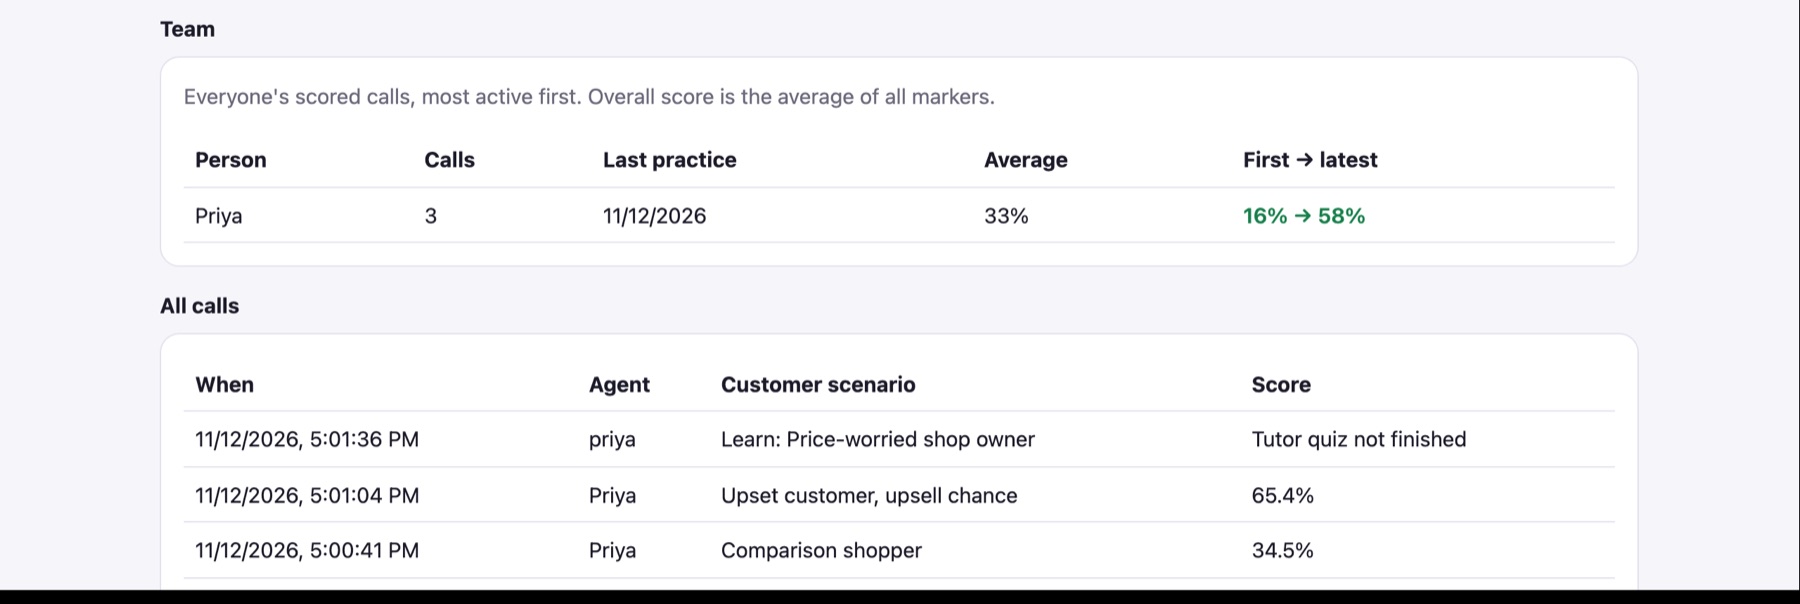 Team
Everyone's scored calls, most active first. Overall score is the average of all markers.
Person Calls Last practice Average First → latest
Priya 3 11/12/2026 33% 16% → 58%
All calls
When Agent Customer scenario Score
11/12/2026, 5:01:36 PM priya Learn: Price-worried shop owner Tutor quiz not finished
11/12/2026, 5:01:04 PM Priya Upset customer, upsell chance 65.4%
11/12/2026, 5:00:41 PM Priya Comparison shopper 34.5%